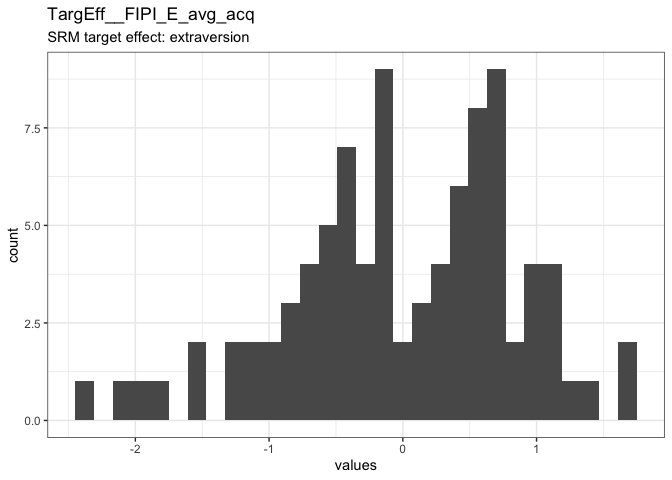 TargEff__FIPI_E_avg_acq
SRM target effect: extraversion
7.5
5.0
2.5
0.0
count
-2
-1
0
1
values